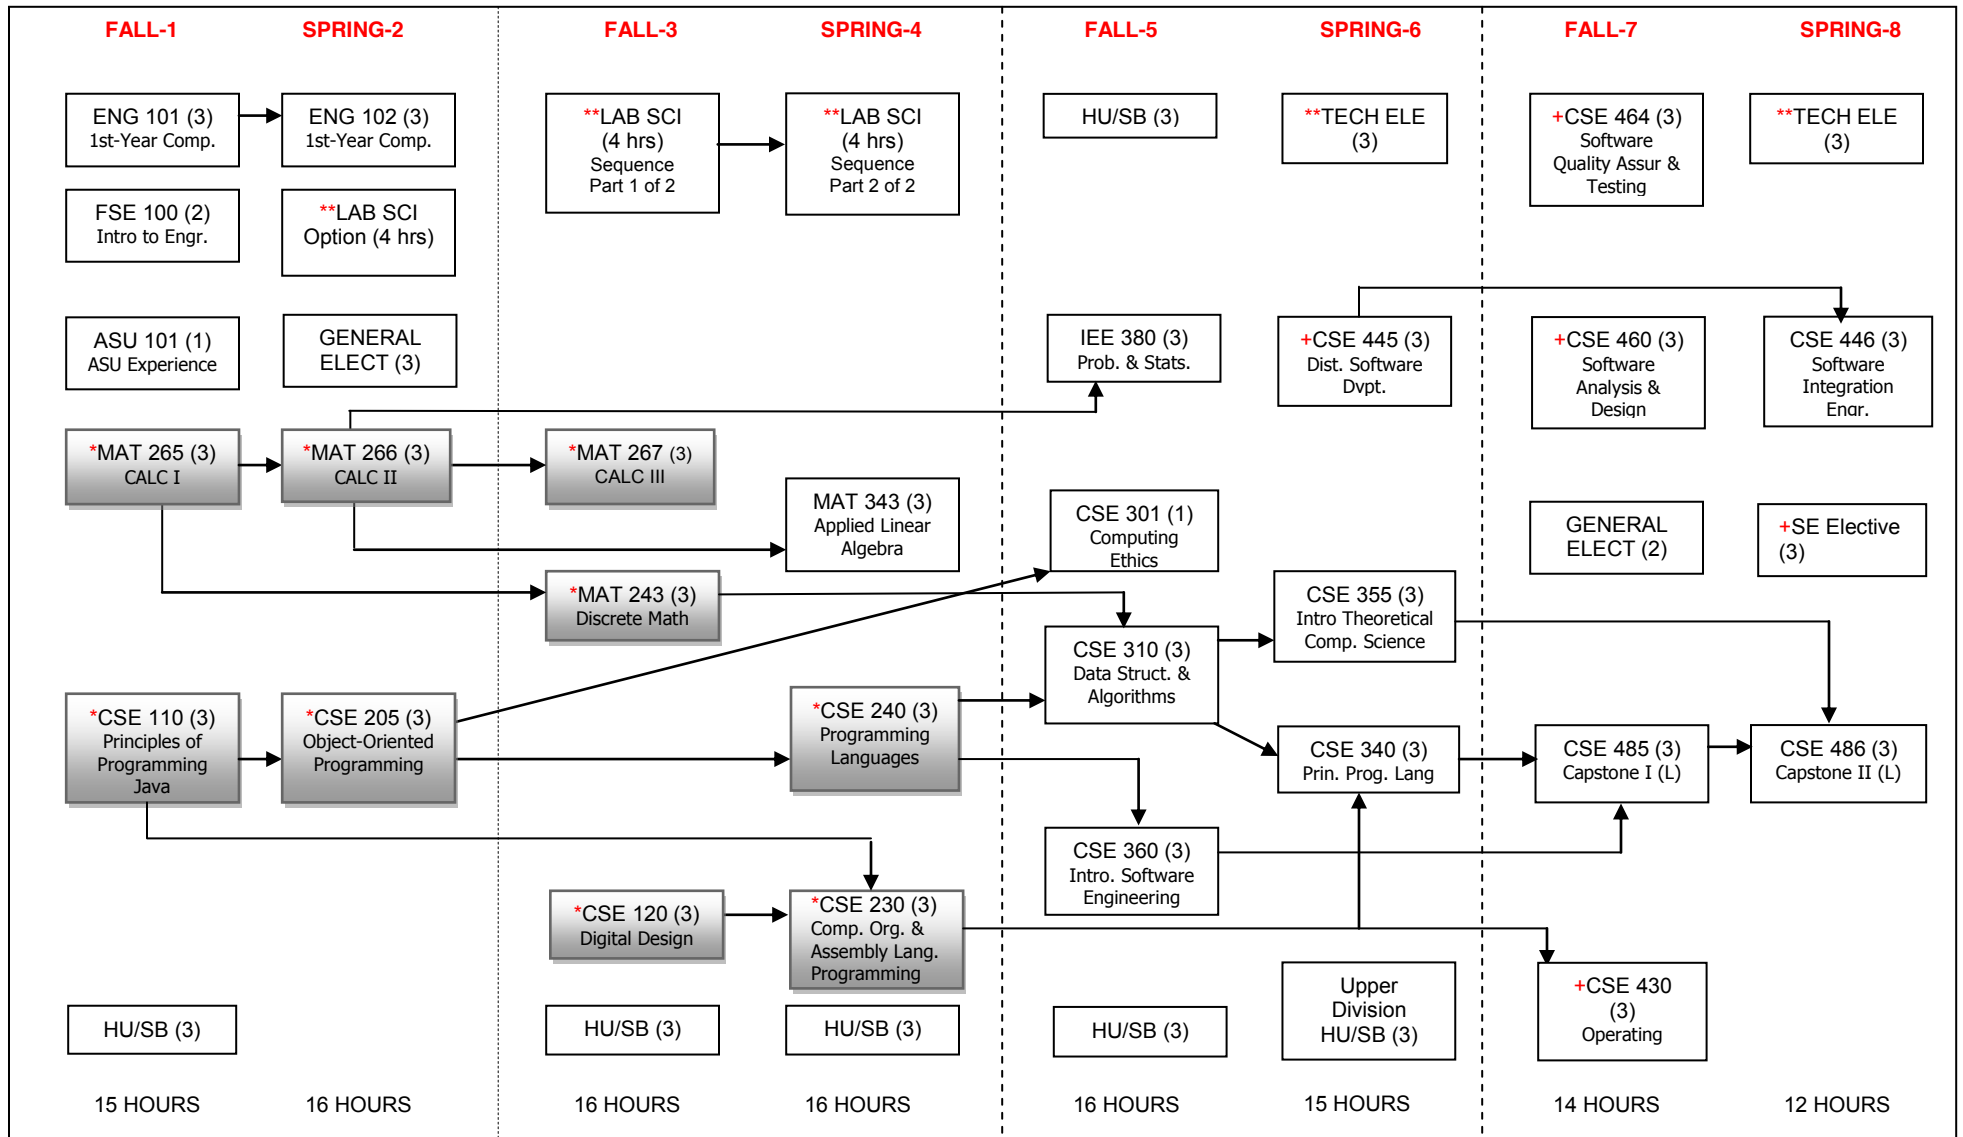 FALL-1
SPRING-2
FALL-3
SPRING-4
FALL-5
SPRING-6
FALL-7
SPRING-8
ENG 101 (3)
1st-Year Comp.
ENG 102 (3)
1st-Year Comp.
**LAB SCI
(4 hrs)
Sequence
Part 1 of 2
**LAB SCI
(4 hrs)
Sequence
Part 2 of 2
HU/SB (3)
**TECH ELE
(3)
+CSE 464 (3)
Software
Quality Assur &
Testing
**TECH ELE
(3)
FSE 100 (2)
Intro to Engr.
**LAB SCI
Option (4 hrs)
ASU 101 (1)
ASU Experience
GENERAL
ELECT (3)
IEE 380 (3)
Prob. & Stats.
+CSE 445 (3)
Dist. Software
Dvpt.
+CSE 460 (3)
Software
Analysis &
Design
CSE 446 (3)
Software
Integration
Engr.
*MAT 265 (3)
CALC I
*MAT 266 (3)
CALC II
*MAT 267 (3)
CALC III
MAT 343 (3)
Applied Linear
Algebra
CSE 301 (1)
Computing
Ethics
GENERAL
ELECT (2)
+SE Elective
(3)
*MAT 243 (3)
Discrete Math
CSE 310 (3)
Data Struct. &
Algorithms
CSE 355 (3)
Intro Theoretical
Comp. Science
*CSE 110 (3)
Principles of
Programming
Java
*CSE 205 (3)
Object-Oriented
Programming
*CSE 240 (3)
Programming
Languages
CSE 340 (3)
Prin. Prog. Lang
CSE 485 (3)
Capstone I (L)
CSE 486 (3)
Capstone II (L)
CSE 360 (3)
Intro. Software
Engineering
*CSE 120 (3)
Digital Design
*CSE 230 (3)
Comp. Org. &
Assembly Lang.
Programming
+CSE 430
(3)
Operating
HU/SB (3)
HU/SB (3)
HU/SB (3)
HU/SB (3)
Upper
Division
HU/SB (3)
15 HOURS
16 HOURS
16 HOURS
16 HOURS
16 HOURS
15 HOURS
14 HOURS
12 HOURS